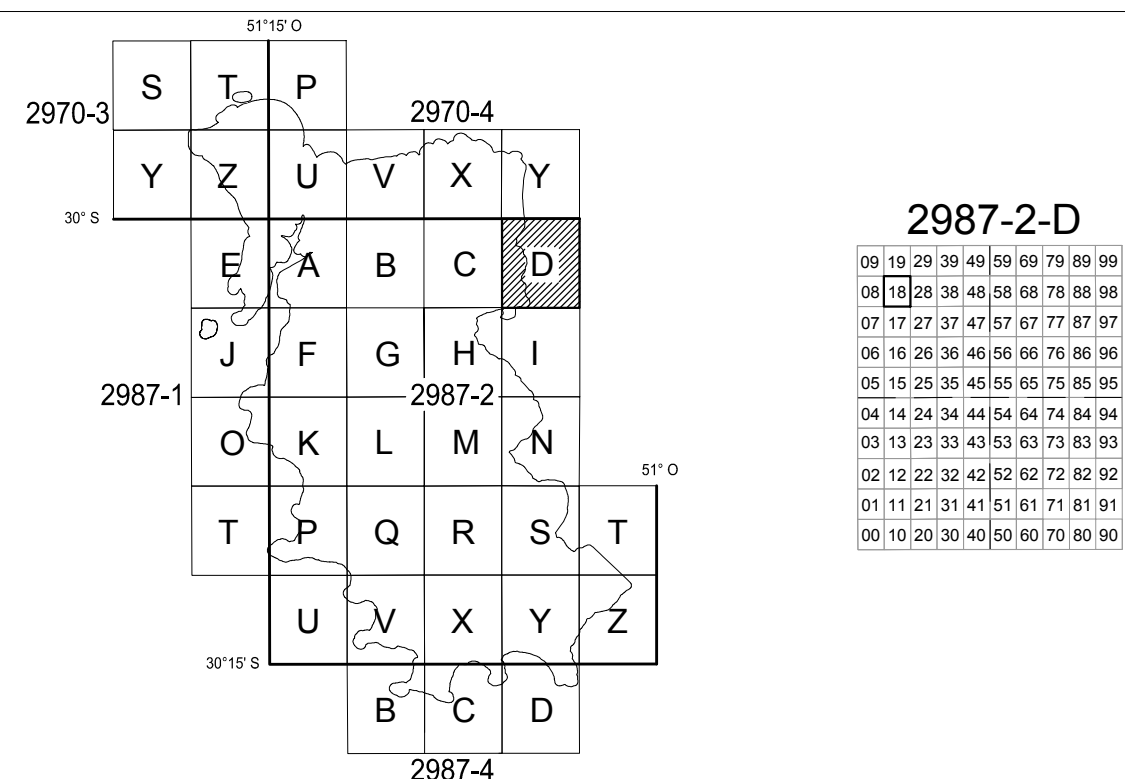 51°15' O
S T P
2970-3
2970-4
Y Z U V X Y
30° S
E A B C D
J F G H I
2987-1
2987-2
O K L M N
51° O
T P Q R S T
U V X Y Z
30°15' S
B C D
2987-4
2987-2-D
09 19 29 39 49 59 69 79 89 99
08 18 28 38 48 58 68 78 88 98
07 17 27 37 47 57 67 77 87 97
06 16 26 36 46 56 66 76 86 96
05 15 25 35 45 55 65 75 85 95
04 14 24 34 44 54 64 74 84 94
03 13 23 33 43 53 63 73 83 93
02 12 22 32 42 52 62 72 82 92
01 11 21 31 41 51 61 71 81 91
00 10 20 30 40 50 60 70 80 90